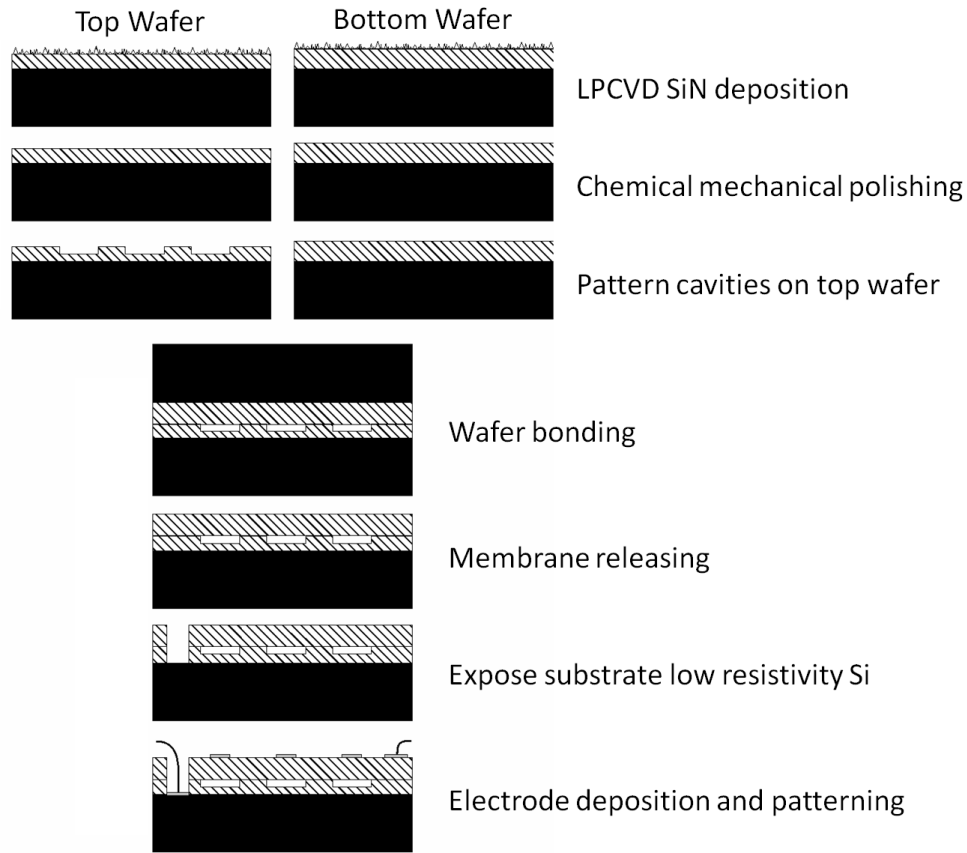 Top Wafer
Bottom Wafer
LPCVD SiN deposition
Chemical mechanical polishing
Pattern cavities on top wafer
Wafer bonding
Membrane releasing
Expose substrate low resistivity Si
Electrode deposition and patterning